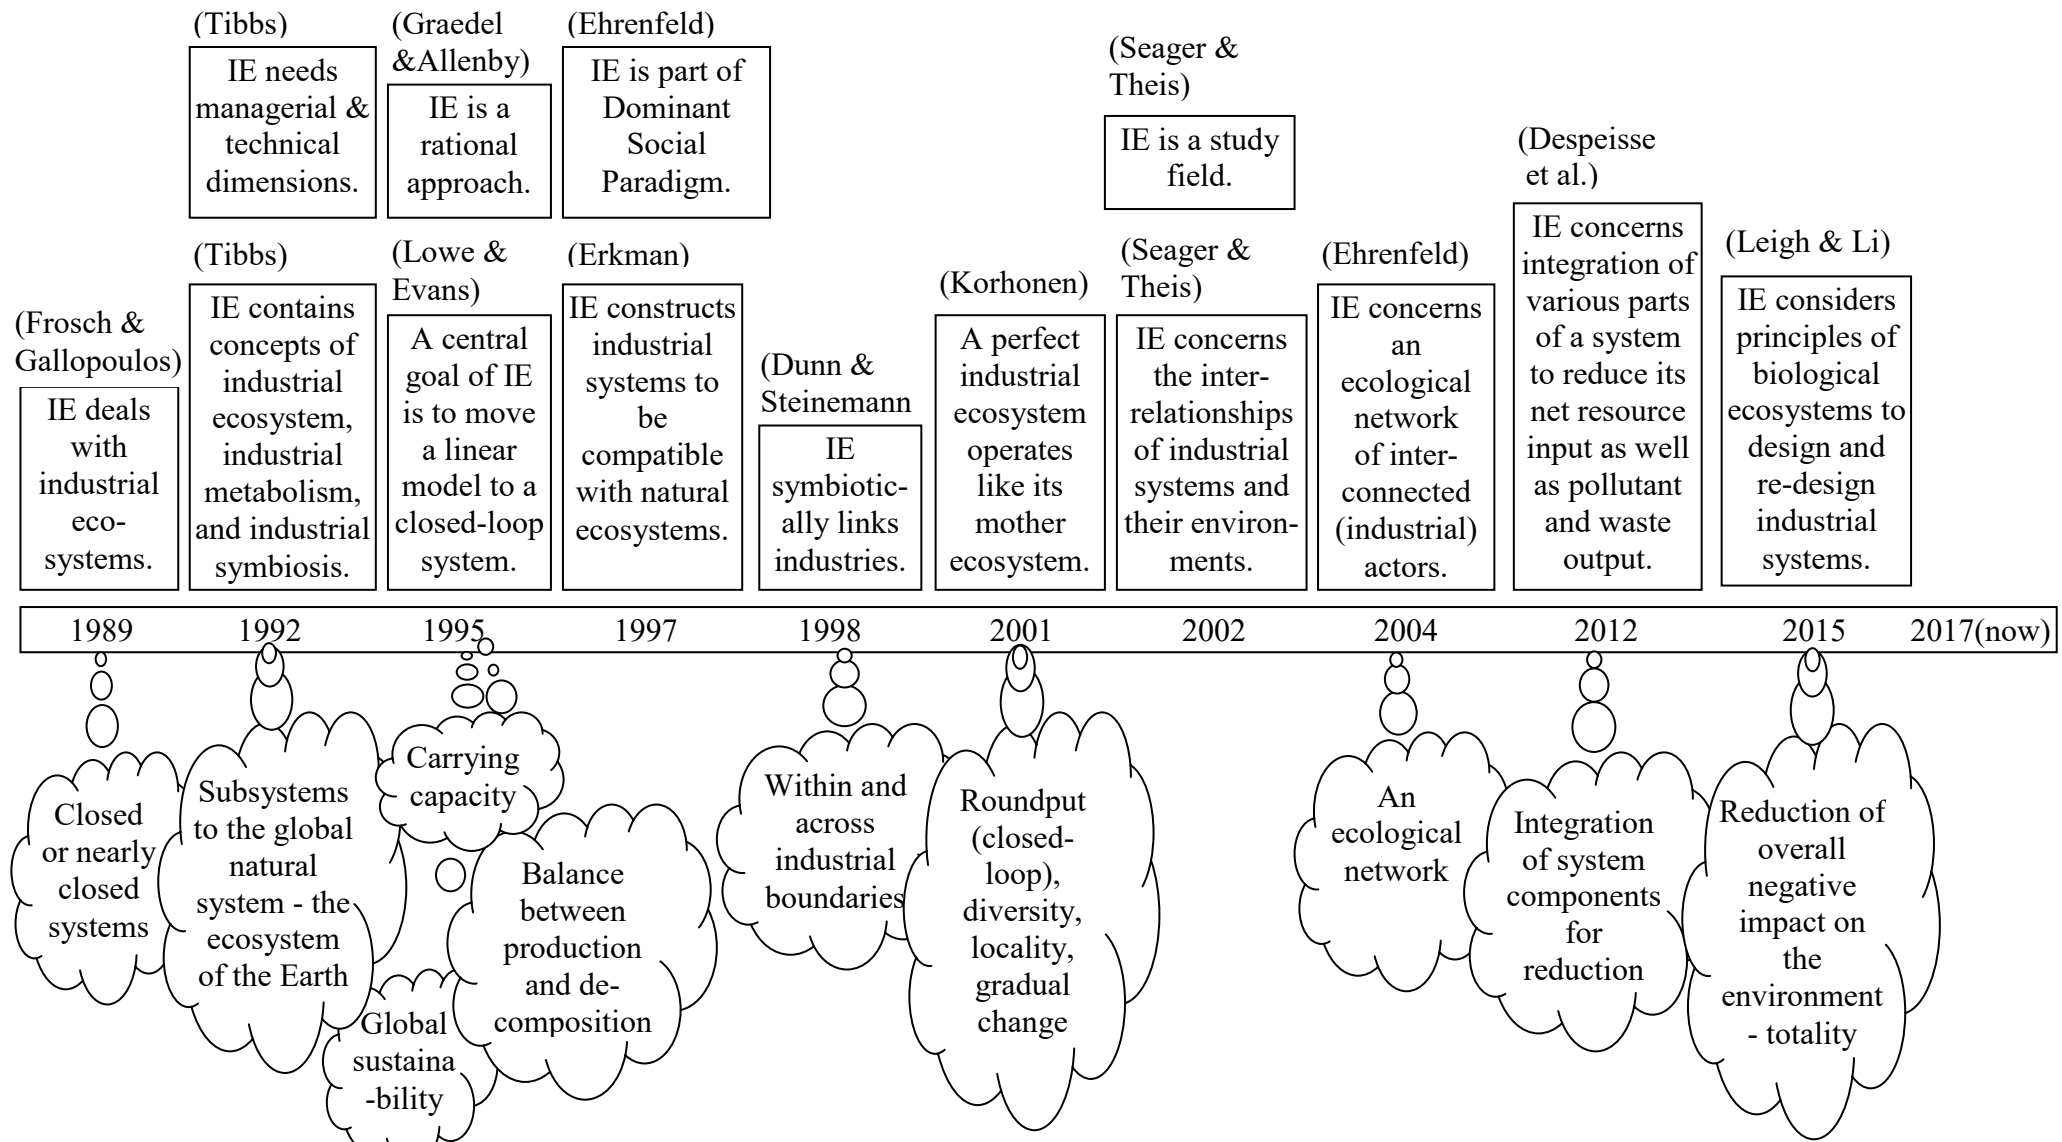 (Tibbs)
IE needs
managerial &
technical
dimensions.
(Graedel
&Allenby)
IE is a
rational
approach.
(Ehrenfeld)
IE is part of
Dominant
Social
Paradigm.
(Seager &
Theis)
IE is a study
field.
(Frosch &
Gallopoulos)
IE deals
with
industrial
eco-
systems.
(Tibbs)
IE contains
concepts of
industrial
ecosystem,
industrial
metabolism,
and industrial
symbiosis.
(Lowe &
Evans)
A central
goal of IE
is to move
a linear
model to a
closed-loop
system.
(Erkman)
IE constructs
industrial
systems to
be
compatible
with natural
ecosystems.
(Dunn &
Steinemann
IE
symbiotic-
ally links
industries.
(Korhonen)
A perfect
industrial
ecosystem
operates
like its
mother
ecosystem.
(Seager &
Theis)
IE concerns
the inter-
relationships
of industrial
systems and
their environ-
ments.
(Ehrenfeld)
IE concerns
an
ecological
network
of inter-
connected
(industrial)
actors.
(Despeisse
et al.)
IE concerns
integration of
various parts
of a system
to reduce its
net resource
input as well
as pollutant
and waste
output.
(Leigh & Li)
IE considers
principles of
biological
ecosystems to
design and
re-design
industrial
systems.
1989 1992 1995 1997 1998 2001 2002 2004 2012 2015 2017(now)
Closed
or nearly
closed
systems
Subsystems
to the global
natural
system - the
ecosystem
of the Earth
Carrying
capacity
Global
sustaina
-bility
Balance
between
production
and de-
composition
Within and
across
industrial
boundaries
Roundput
(closed-
loop),
diversity,
locality,
gradual
change
An
ecological
network
Integration
of system
components
for
reduction
Reduction of
overall
negative
impact on
the
environment
- totality